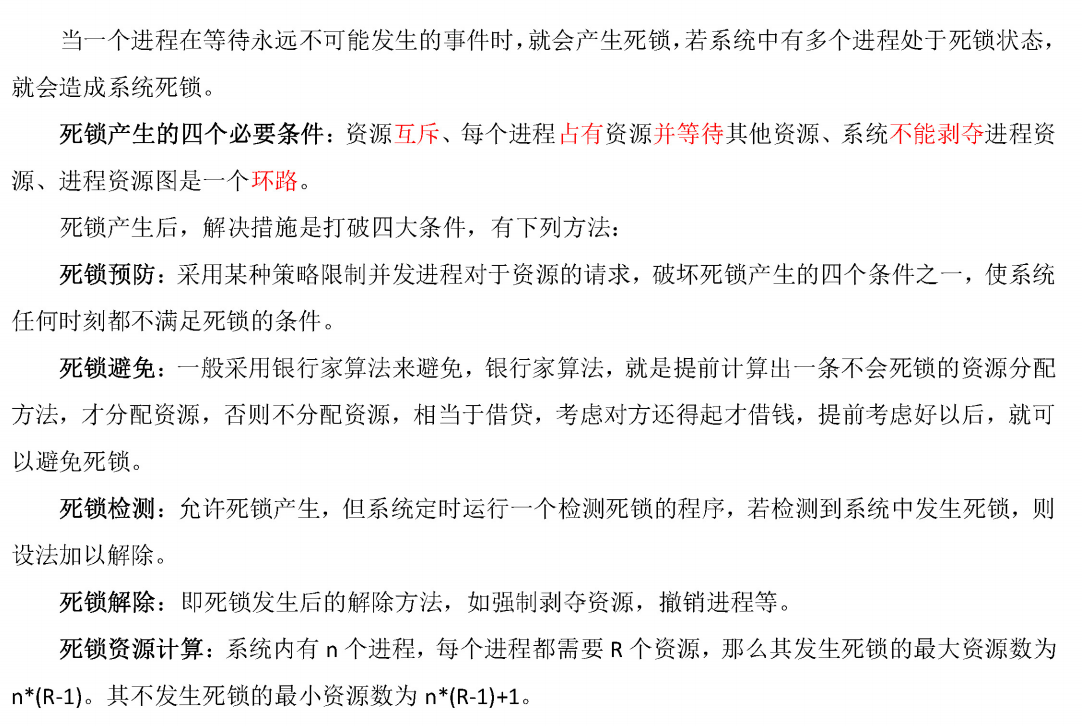 当一个进程在等待永远不可能发生的事件时，就会产生死锁，若系统中有多个进程处于死锁状态，
就会造成系统死锁。
死锁产生的四个必要条件：资源互斥、每个进程占有资源并等待其他资源、系统不能剥夺进程资
源、进程资源图是一个环路。
死锁产生后，解决措施是打破四大条件，有下列方法：
死锁预防：采用某种策略限制并发进程对于资源的请求，破坏死锁产生的四个条件之一，使系统
任何时刻都不满足死锁的条件。
死锁避免：一般采用银行家算法来避免，银行家算法，就是提前计算出一条不会死锁的资源分配
方法，才分配资源，否则不分配资源，相当于借贷，考虑对方还得起才借钱，提前考虑好以后，就可
以避免死锁。
死锁检测：允许死锁产生，但系统定时运行一个检测死锁的程序，若检测到系统中发生死锁，则
设法加以解除。
死锁解除：即死锁发生后的解除方法，如强制剥夺资源，撤销进程等。
死锁资源计算：系统内有 n 个进程，每个进程都需要 R 个资源，那么其发生死锁的最大资源数为
n*(R-1)。其不发生死锁的最小资源数为 n*(R-1)+1。